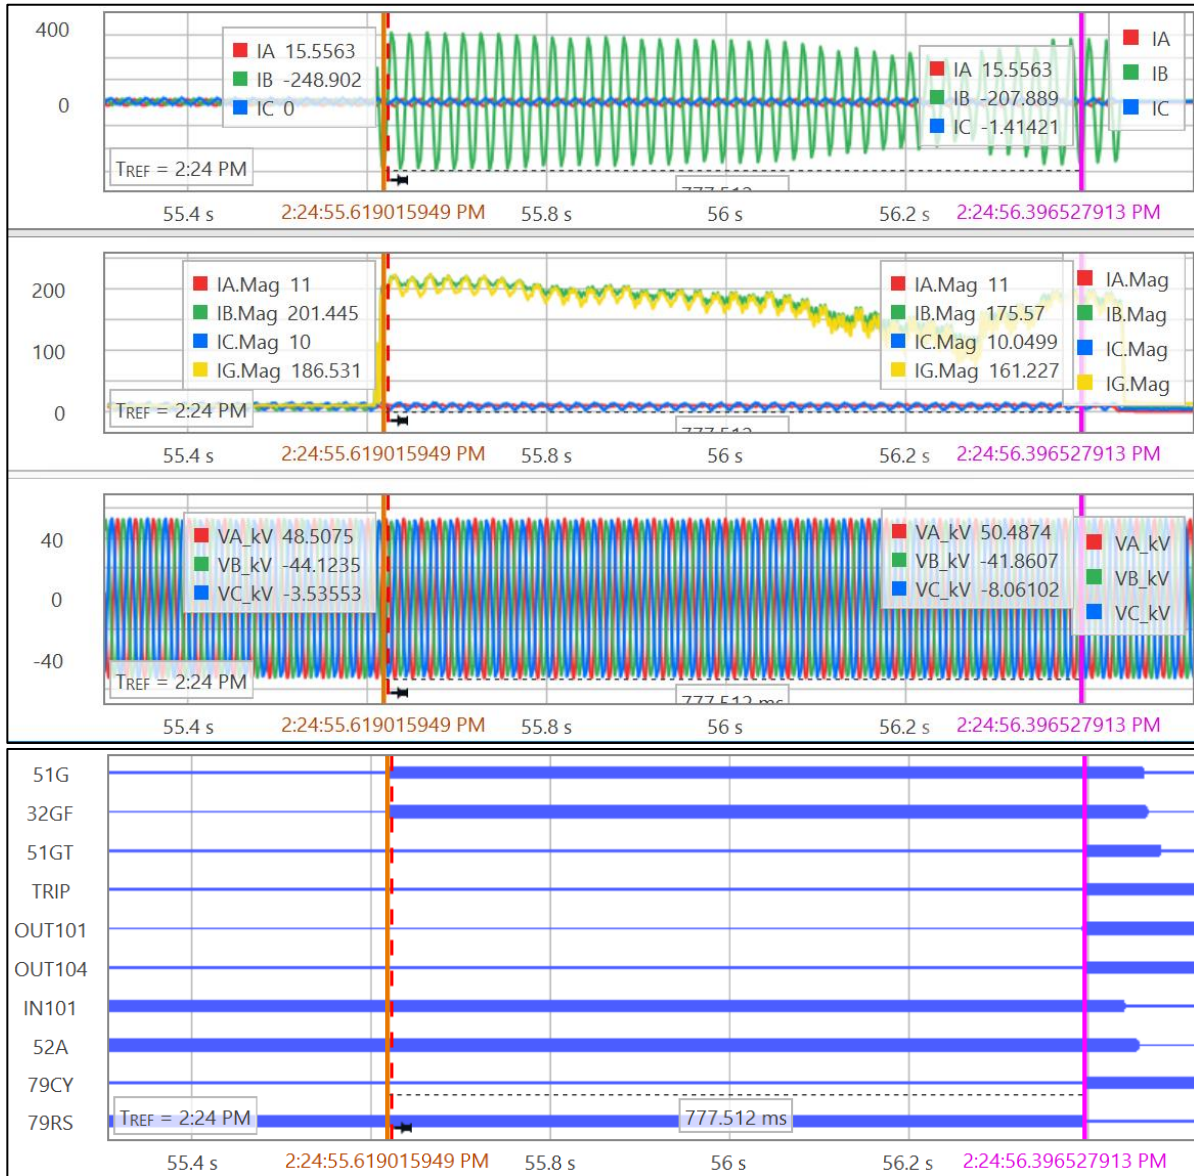 400
0
IA 15.5563
IB -248.902
IC 0
IA 15.5563
IB -207.889
IC -1.41421
IA
IB
IC
TREF = 2:24 PM
55.4 s
2:24:55.619015949 PM
55.8 s
56 s
56.2 s
2:24:56.396527913 PM
200
100
0
IA.Mag 11
IB.Mag 201.445
IC.Mag 10
IG.Mag 186.531
IA.Mag 11
IB.Mag 175.57
IC.Mag 10.0499
IG.Mag 161.227
IA.Mag
IB.Mag
IC.Mag
IG.Mag
TREF = 2:24 PM
55.4 s
2:24:55.619015949 PM
55.8 s
56 s
56.2 s
2:24:56.396527913 PM
40
0
-40
VA_kV 48.5075
VB_kV -44.1235
VC_kV -3.53553
VA_kV 50.4874
VB_kV -41.8607
VC_kV -8.06102
VA_kV
VB_kV
VC_kV
TREF = 2:24 PM
777.512 ms
55.4 s
2:24:55.619015949 PM
55.8 s
56 s
56.2 s
2:24:56.396527913 PM
51G
32GF
51GT
TRIP
OUT101
OUT104
IN101
52A
79CY
79RS
TREF = 2:24 PM
777.512 ms
55.4 s
2:24:55.619015949 PM
55.8 s
56 s
56.2 s
2:24:56.396527913 PM